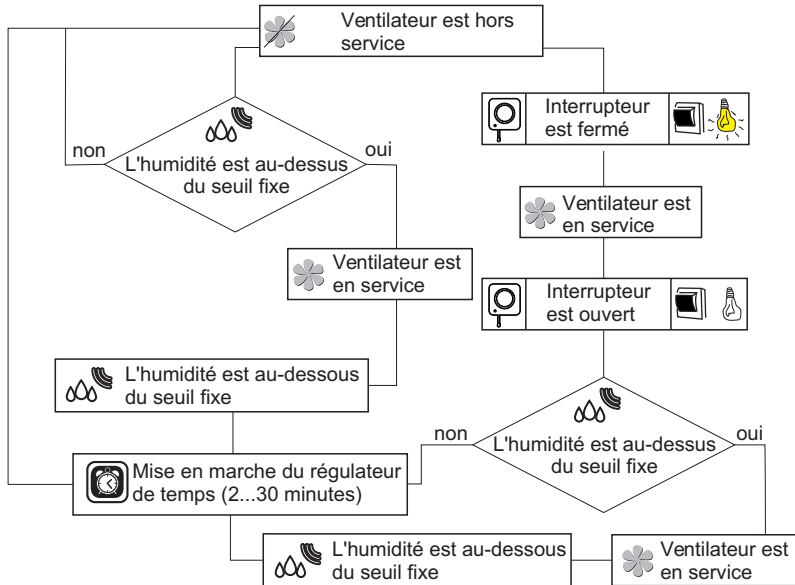 Ventilateur est hors
service
Interrupteur
est fermé
non
oui
L'humidité est au-dessus
du seuil fixe
Ventilateur est
en service
Ventilateur est
en service
Interrupteur
est ouvert
L'humidité est au-dessous
du seuil fixe
non
oui
L'humidité est au-dessus
du seuil fixe
Mise en marche du régulateur
de temps (2...30 minutes)
L'humidité est au-dessous
du seuil fixe
Ventilateur est
en service